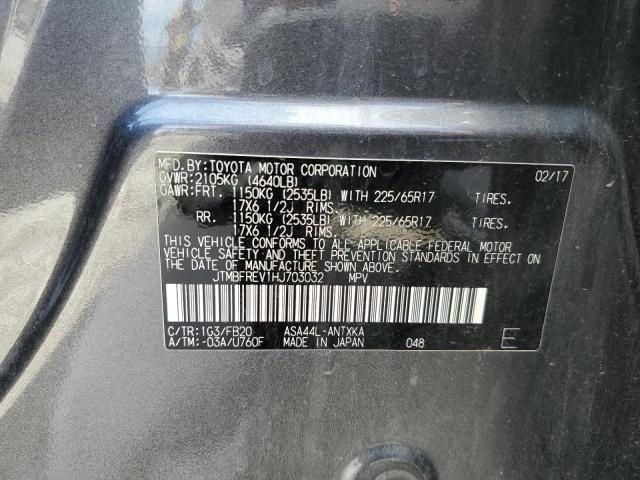 MFD.BY:TOYOTA MOTOR CORPORATION 02/17
GVWR:2105KG (4640LB)
GAWR:FRT. 1150KG (2535LB) WITH 225/65R17 TIRES.
17X6 1/2J RIMS.
RR. 1150KG (2535LB) WITH 225/65R17 TIRES.
17X6 1/2J RIMS.
THIS VEHICLE CONFORMS TO ALL APPLICABLE FEDERAL MOTOR
VEHICLE SAFETY AND THEFT PREVENTION STANDARDS IN EFFECT ON
THE DATE OF MANUFACTURE SHOWN ABOVE.
JTMBFREV1HJ703032 MPV
C/TR:1G3/FB20 ASA44L-ANTXKA
A/TM:-03A/U760F MADE IN JAPAN 048 E